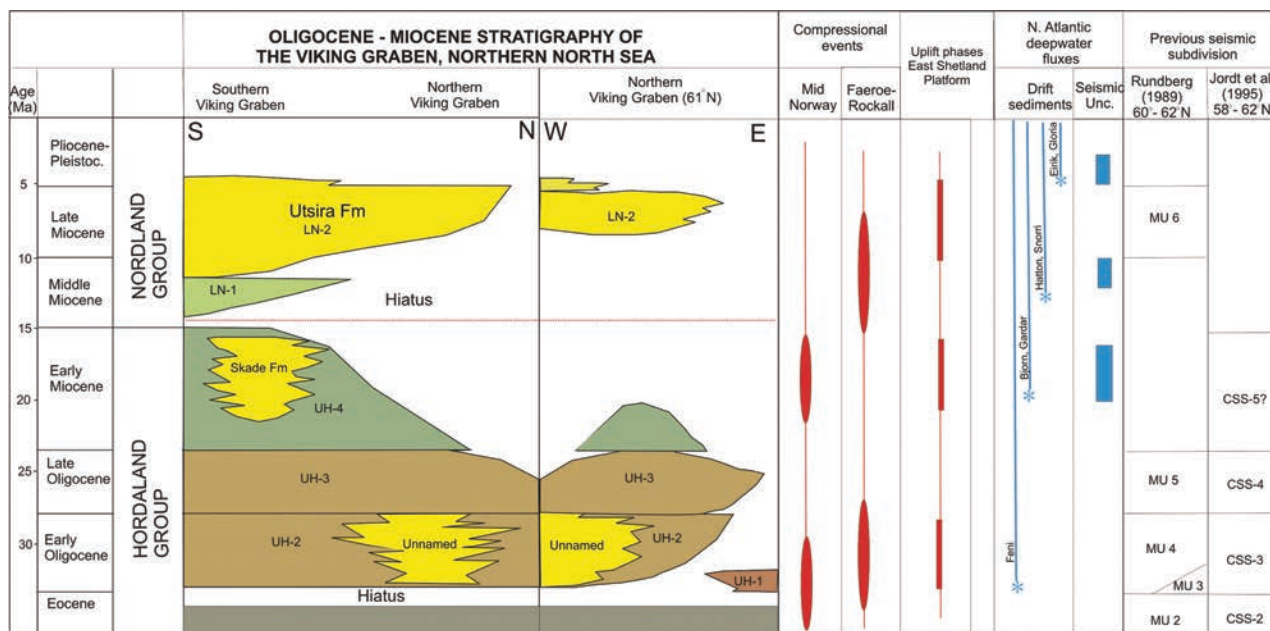 OLIGOCENE - MIOCENE STRATIGRAPHY OF
THE VIKING GRABEN, NORTHERN NORTH SEA
Compressional
events
Uplift phases
East Shetland
Platform
N. Atlantic
deepwater
fluxes
Previous seismic
subdivision
Age
(Ma)
Southern
Viking Graben
Northern
Viking Graben
Northern
Viking Graben (61°N)
Mid
Norway
Faeroe-
Rockall
Drift
sediments
Seismic
Unc.
Rundberg
(1989)
60°- 62°N
Jordt et al
(1995)
58°- 62°N
S
N
W
E
Pliocene-
Pleistoc.
5
Late
Miocene
10
Middle
Miocene
15
Early
Miocene
20
Late
Oligocene
25
Early
Oligocene
30
Eocene
NORDLAND
GROUP
HORDALAND
GROUP
Utsira Fm
LN-2
LN-1
Hiatus
Skade Fm
UH-4
UH-3
UH-2
Unnamed
Hiatus
LN-2
UH-3
Unnamed
UH-2
UH-1
Feni
Bjorn, Gardar
Hatton, Snorri
Eirik, Gloria
MU 6
MU 5
MU 4
MU 3
MU 2
CSS-5?
CSS-4
CSS-3
CSS-2